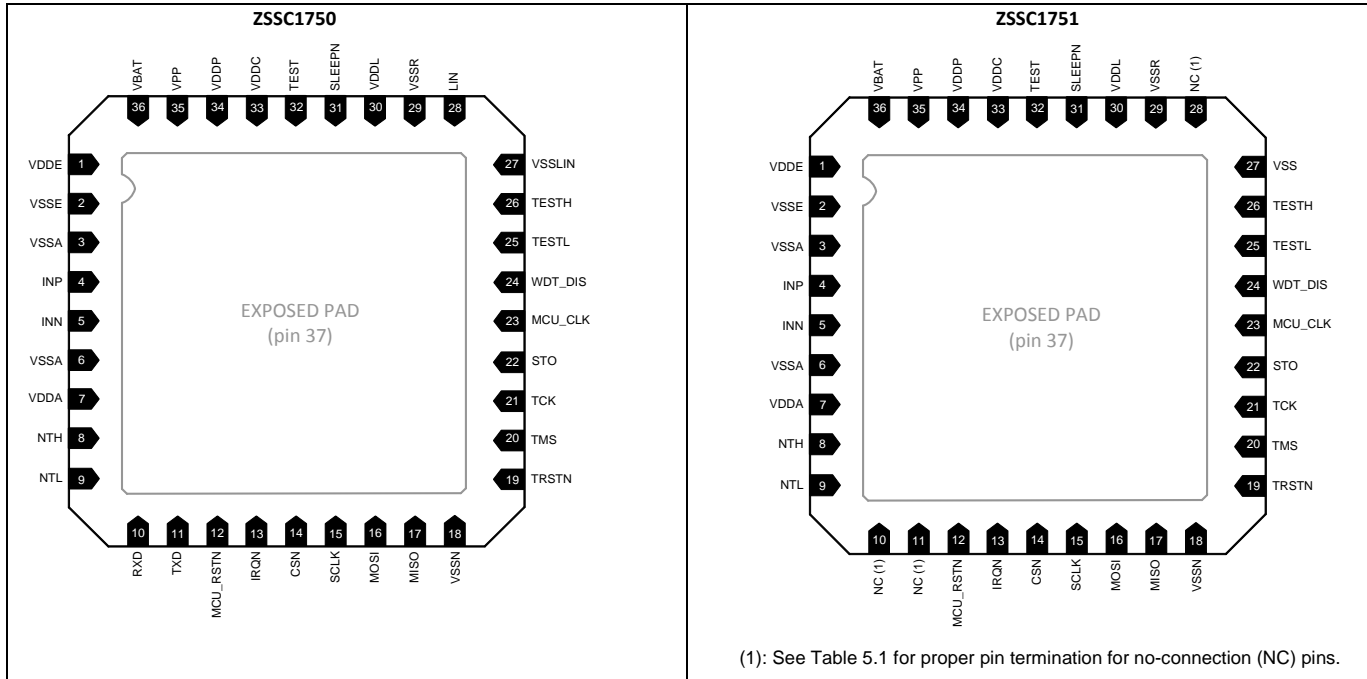 ZSSC1750
VBAT
VPP
VDDP
VDDC
TEST
SLEEPN
VDDL
VSSR
LIN
36
35
34
33
32
31
30
29
28
VDDE 1
VSSE 2
VSSA 3
INP 4
INN 5
VSSA 6
VDDA 7
NTH 8
NTL 9
EXPOSED PAD
(pin 37)
27 VSSLIN
26 TESTH
25 TESTL
24 WDT_DIS
23 MCU_CLK
22 STO
21 TCK
20 TMS
19 TRSTN
10
11
12
13
14
15
16
17
18
RXD
TXD
MCU_RSTN
IRQN
CSN
SCLK
MOSI
MISO
VSSN
ZSSC1751
VBAT
VPP
VDDP
VDDC
TEST
SLEEPN
VDDL
VSSR
NC (1)
36
35
34
33
32
31
30
29
28
VDDE 1
VSSE 2
VSSA 3
INP 4
INN 5
VSSA 6
VDDA 7
NTH 8
NTL 9
EXPOSED PAD
(pin 37)
27 VSS
26 TESTH
25 TESTL
24 WDT_DIS
23 MCU_CLK
22 STO
21 TCK
20 TMS
19 TRSTN
10
11
12
13
14
15
16
17
18
NC (1)
NC (1)
MCU_RSTN
IRQN
CSN
SCLK
MOSI
MISO
VSSN
(1): See Table 5.1 for proper pin termination for no-connection (NC) pins.